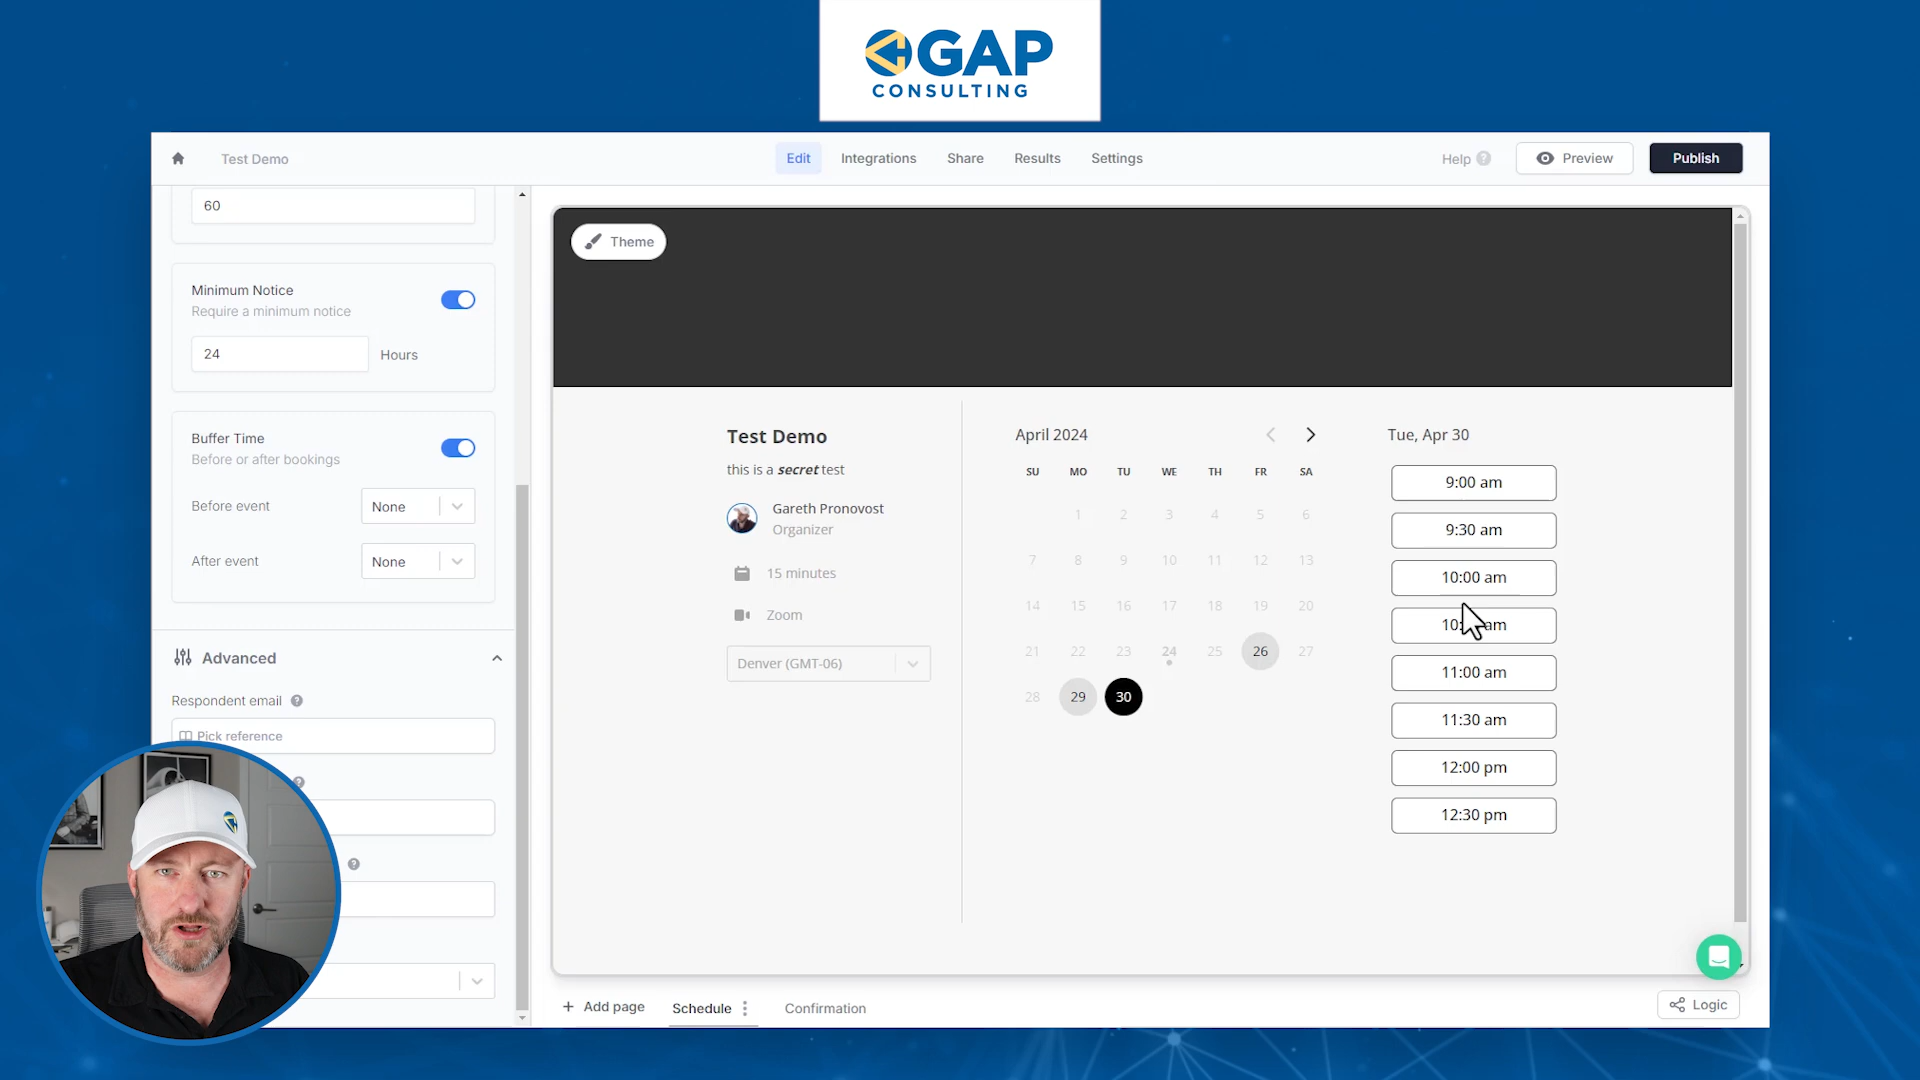 GAP
CONSULTING
Test Demo
Edit
Integrations
Share
Results
Settings
Help
Preview
Publish
60
Minimum Notice
Require a minimum notice
24
Hours
Buffer Time
Before or after bookings
Before event
None
After event
None
Advanced
Respondent email
Pick reference
Theme
Test Demo
this is a secret test
Gareth Pronovost
Organizer
15 minutes
Zoom
Denver (GMT-06)
April 2024
SU MO TU WE TH FR SA
1 2 3 4 5 6
7 8 9 10 11 12 13
14 15 16 17 18 19 20
21 22 23 24 25 26 27
28 29 30
Tue, Apr 30
9:00 am
9:30 am
10:00 am
am
11:00 am
11:30 am
12:00 pm
12:30 pm
+ Add page
Schedule
Confirmation
Logic